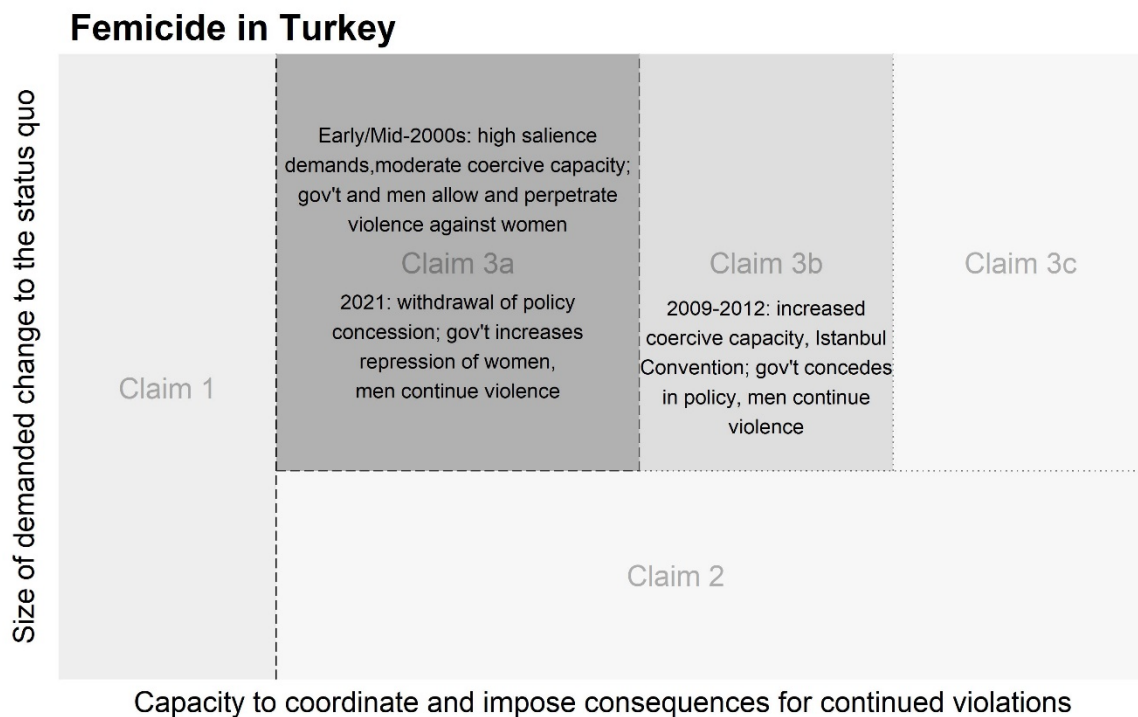 Femicide in Turkey
Size of demanded change to the status quo
Early/Mid-2000s: high salience
demands,moderate coercive capacity;
gov't and men allow and perpetrate
violence against women
Claim 3a
2021: withdrawal of policy
concession; gov't increases
repression of women,
men continue violence
Claim 3b
2009-2012: increased
coercive capacity, Istanbul
Convention; gov't concedes
in policy, men continue
violence
Claim 3c
Claim 1
Claim 2
Capacity to coordinate and impose consequences for continued violations